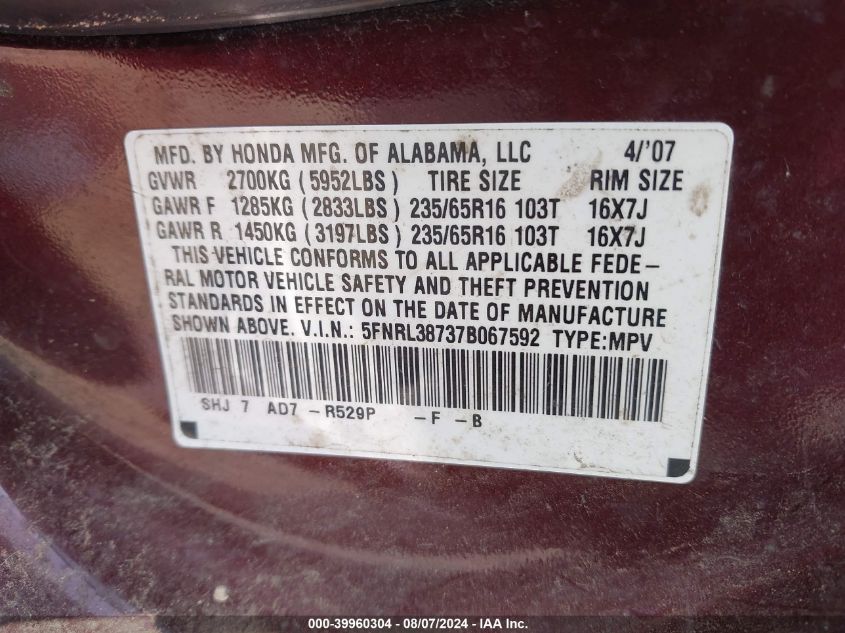 MFD. BY HONDA MFG. OF ALABAMA, LLC 4/'07
GVWR 2700KG (5952LBS) TIRE SIZE RIM SIZE
GAWR F 1285KG (2833LBS) 235/65R16 103T 16X7J
GAWR R 1450KG (3197LBS) 235/65R16 103T 16X7J
THIS VEHICLE CONFORMS TO ALL APPLICABLE FEDE-
RAL MOTOR VEHICLE SAFETY AND THEFT PREVENTION
STANDARDS IN EFFECT ON THE DATE OF MANUFACTURE
SHOWN ABOVE. V.I.N.: 5FNRL38737B067592 TYPE:MPV
SHJ 7 AD7 -R529P -F -B
000-39960304 - 08/07/2024 - IAA Inc.